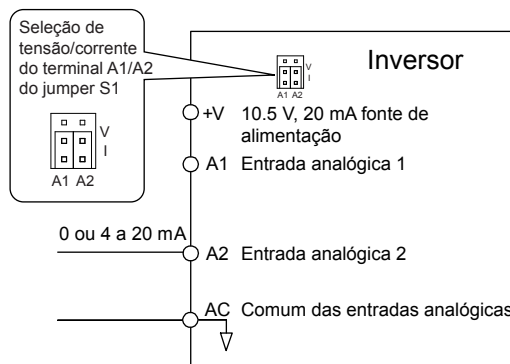 Seleção de
tensão/corrente
do terminal A1/A2
do jumper S1
V
I
A1 A2
Inversor
V
I
A1 A2
+V 10.5 V, 20 mA fonte de
alimentação
A1 Entrada analógica 1
0 ou 4 a 20 mA
A2 Entrada analógica 2
AC Comum das entradas analógicas